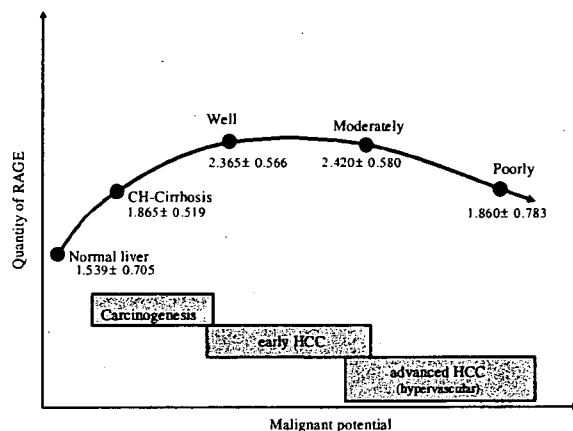 Quantity of RAGE
Well
2.365± 0.566
Moderately
2.420± 0.580
Poorly
1.860± 0.783
CH-Cirrhosis
1.865± 0.519
Normal liver
1.539± 0.705
Carcinogenesis
early HCC
advanced HCC
(hypervascular)
Malignant potential